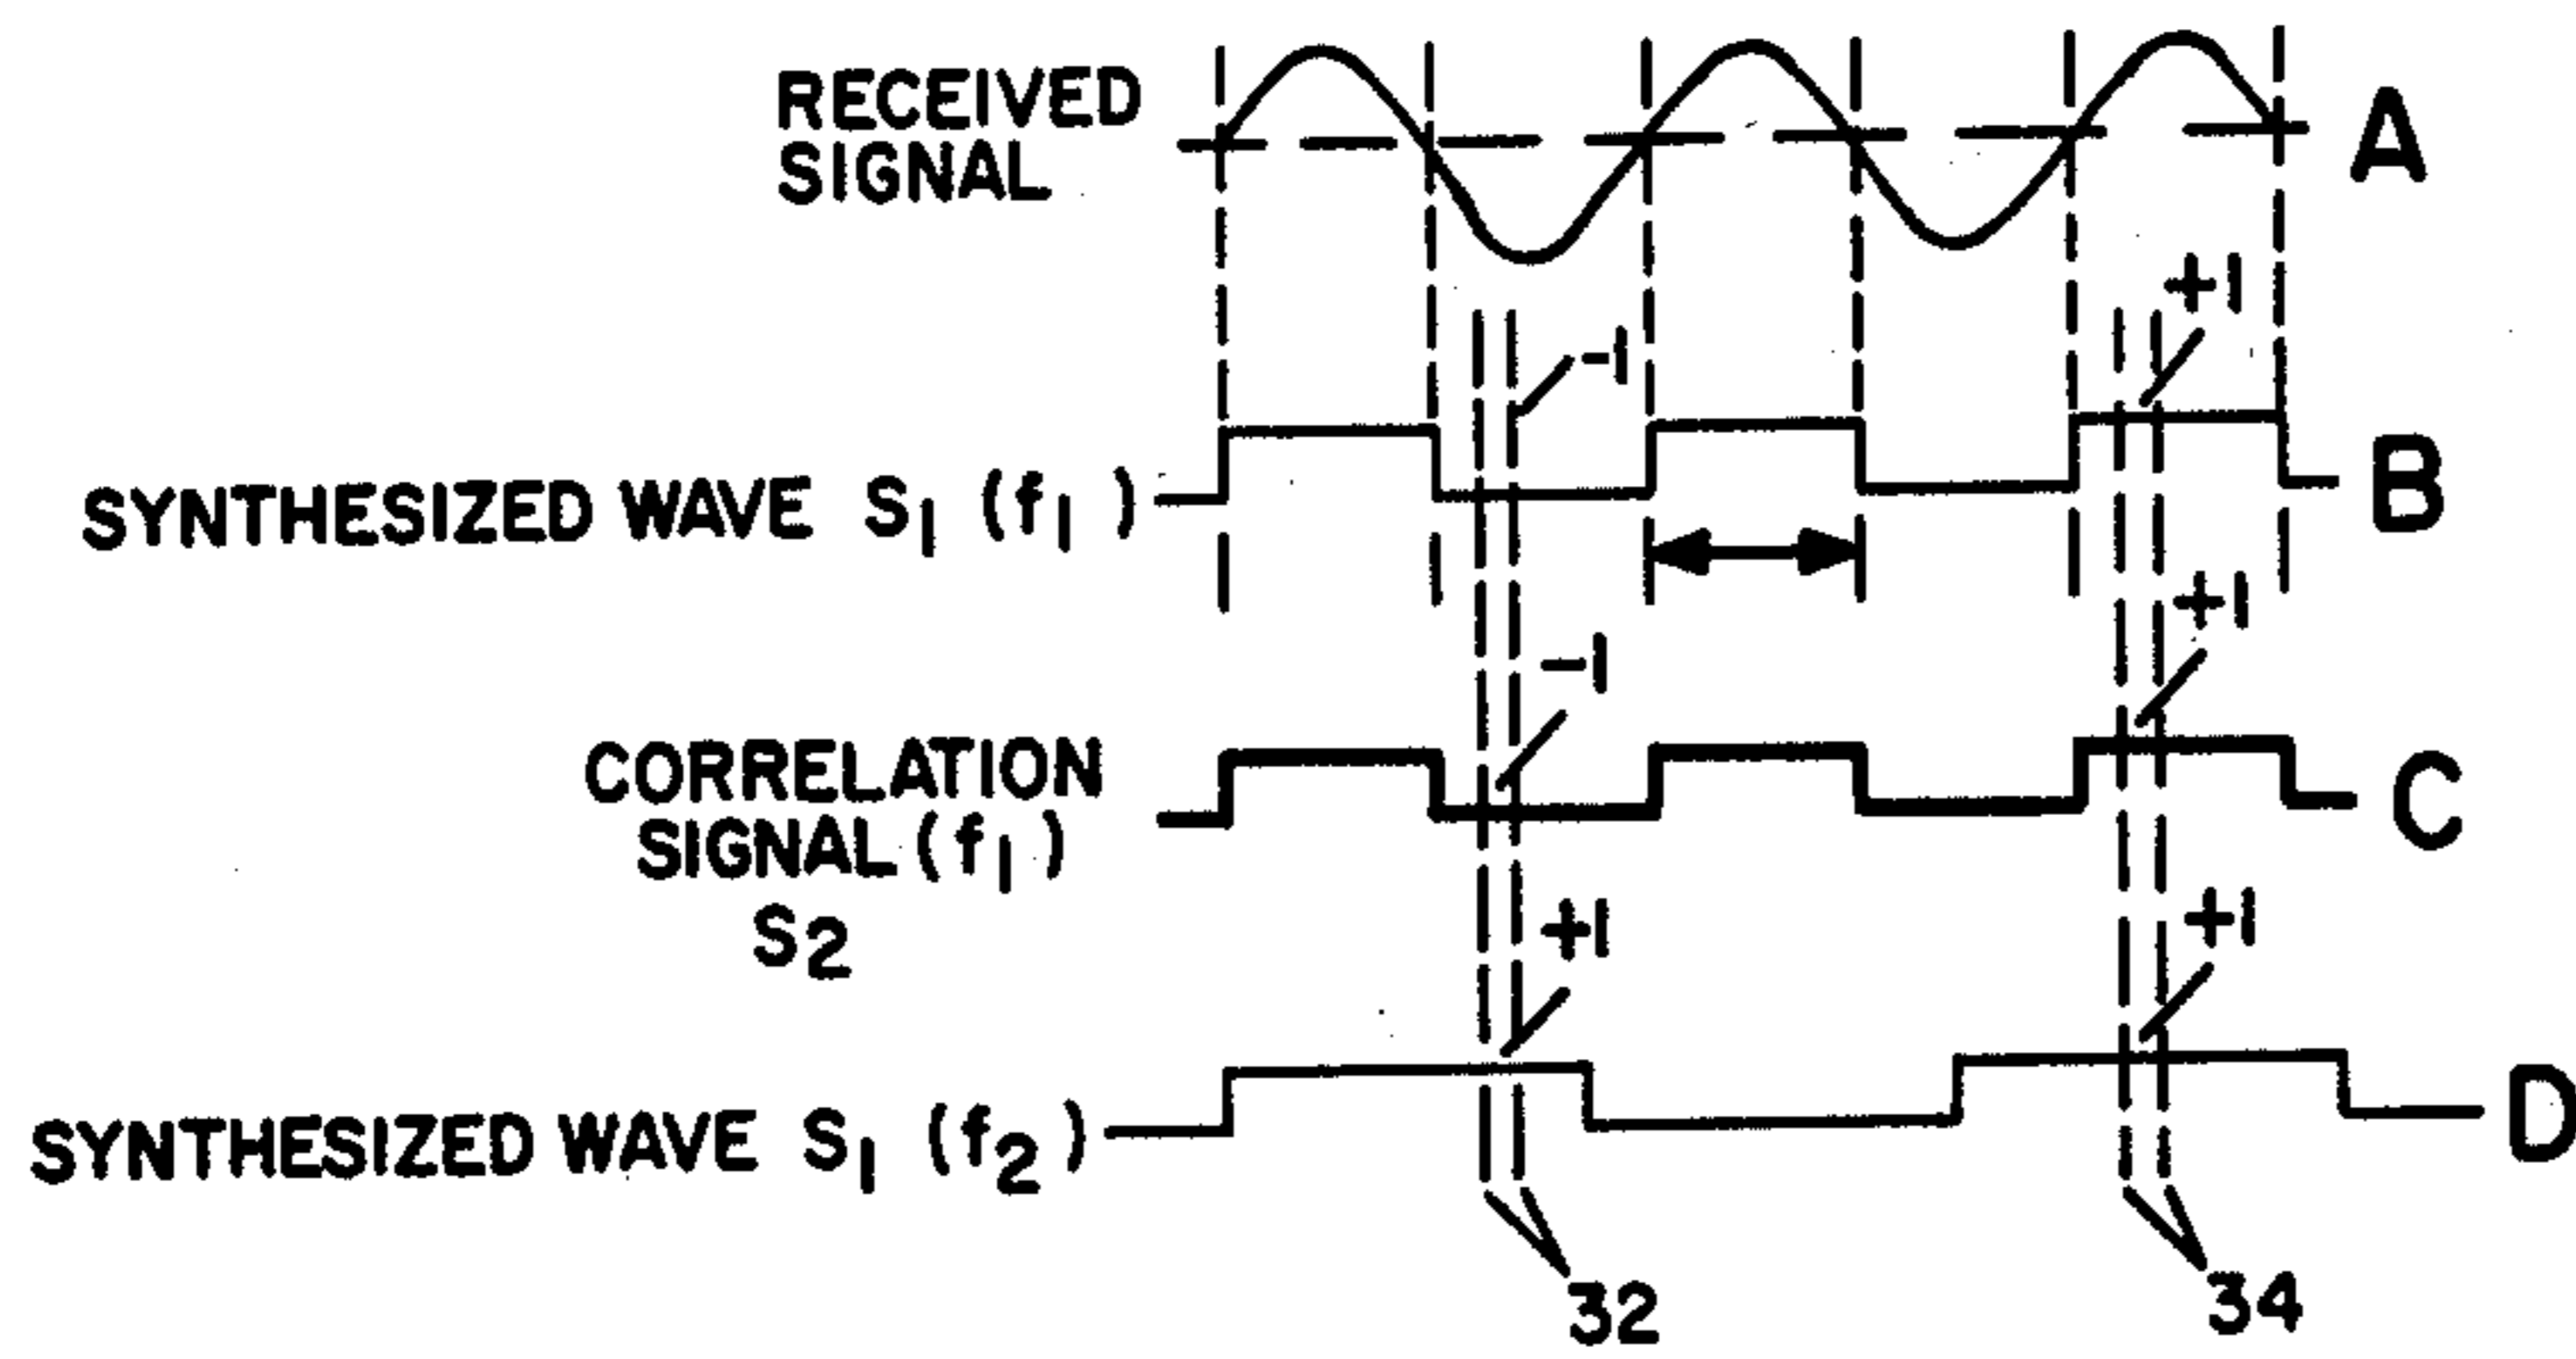 RECEIVED
SIGNAL
A
+1
-1
SYNTHESIZED WAVE S₁ (f₁)
B
+1
-1
CORRELATION
SIGNAL (f₁)
S₂
C
+1
+1
SYNTHESIZED WAVE S₁ (f₂)
D
32
34